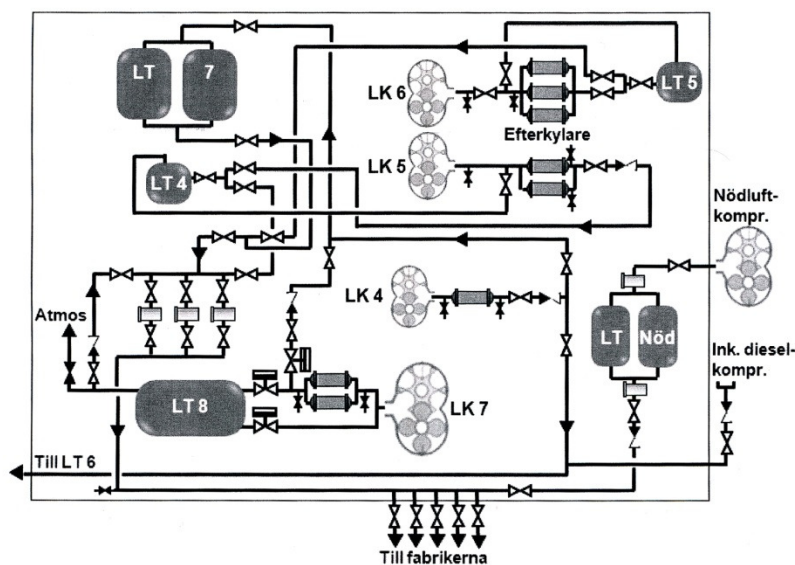 LT
7
LK 6
LT 5
Efterkylare
LK 5
LT 4
Nödluft-
kompr.
LK 4
Atmos
LT
Nöd
Ink. diesel-
kompr.
LT 8
LK 7
Till LT 6
Till fabrikerna